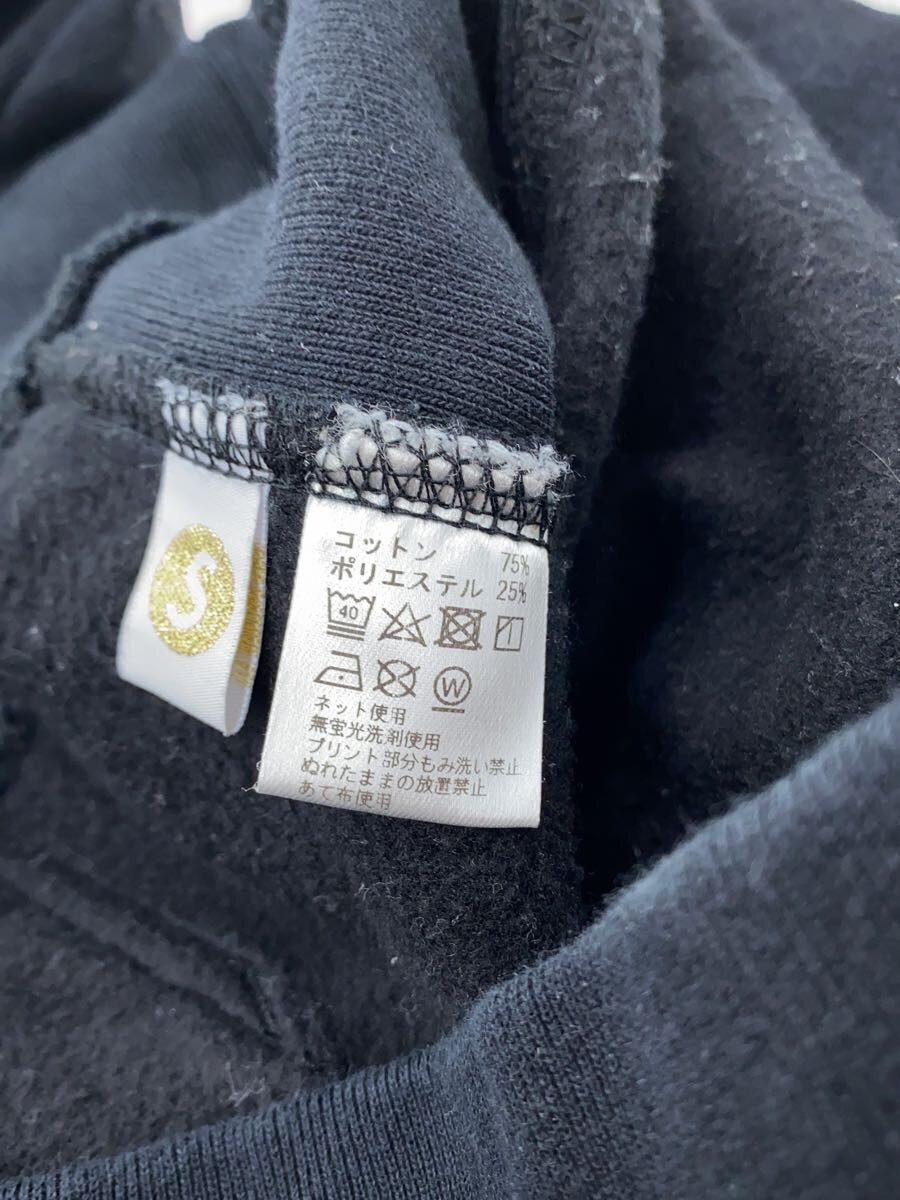 S
コットン 75%
ポリエステル 25%
40
W
ネット使用
無蛍光洗剤使用
プリント部分もみ洗い禁止
ぬれたままの放置禁止
あて布使用